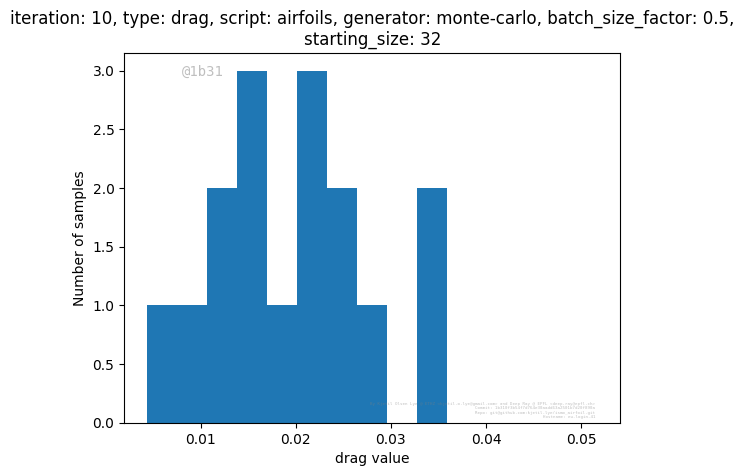 iteration: 10, type: drag, script: airfoils, generator: monte-carlo, batch_size_factor: 0.5,
starting_size: 32
@1b31
3.0
2.5
2.0
1.5
1.0
0.5
0.0
Number of samples
0.01
0.02
0.03
0.04
0.05
drag value